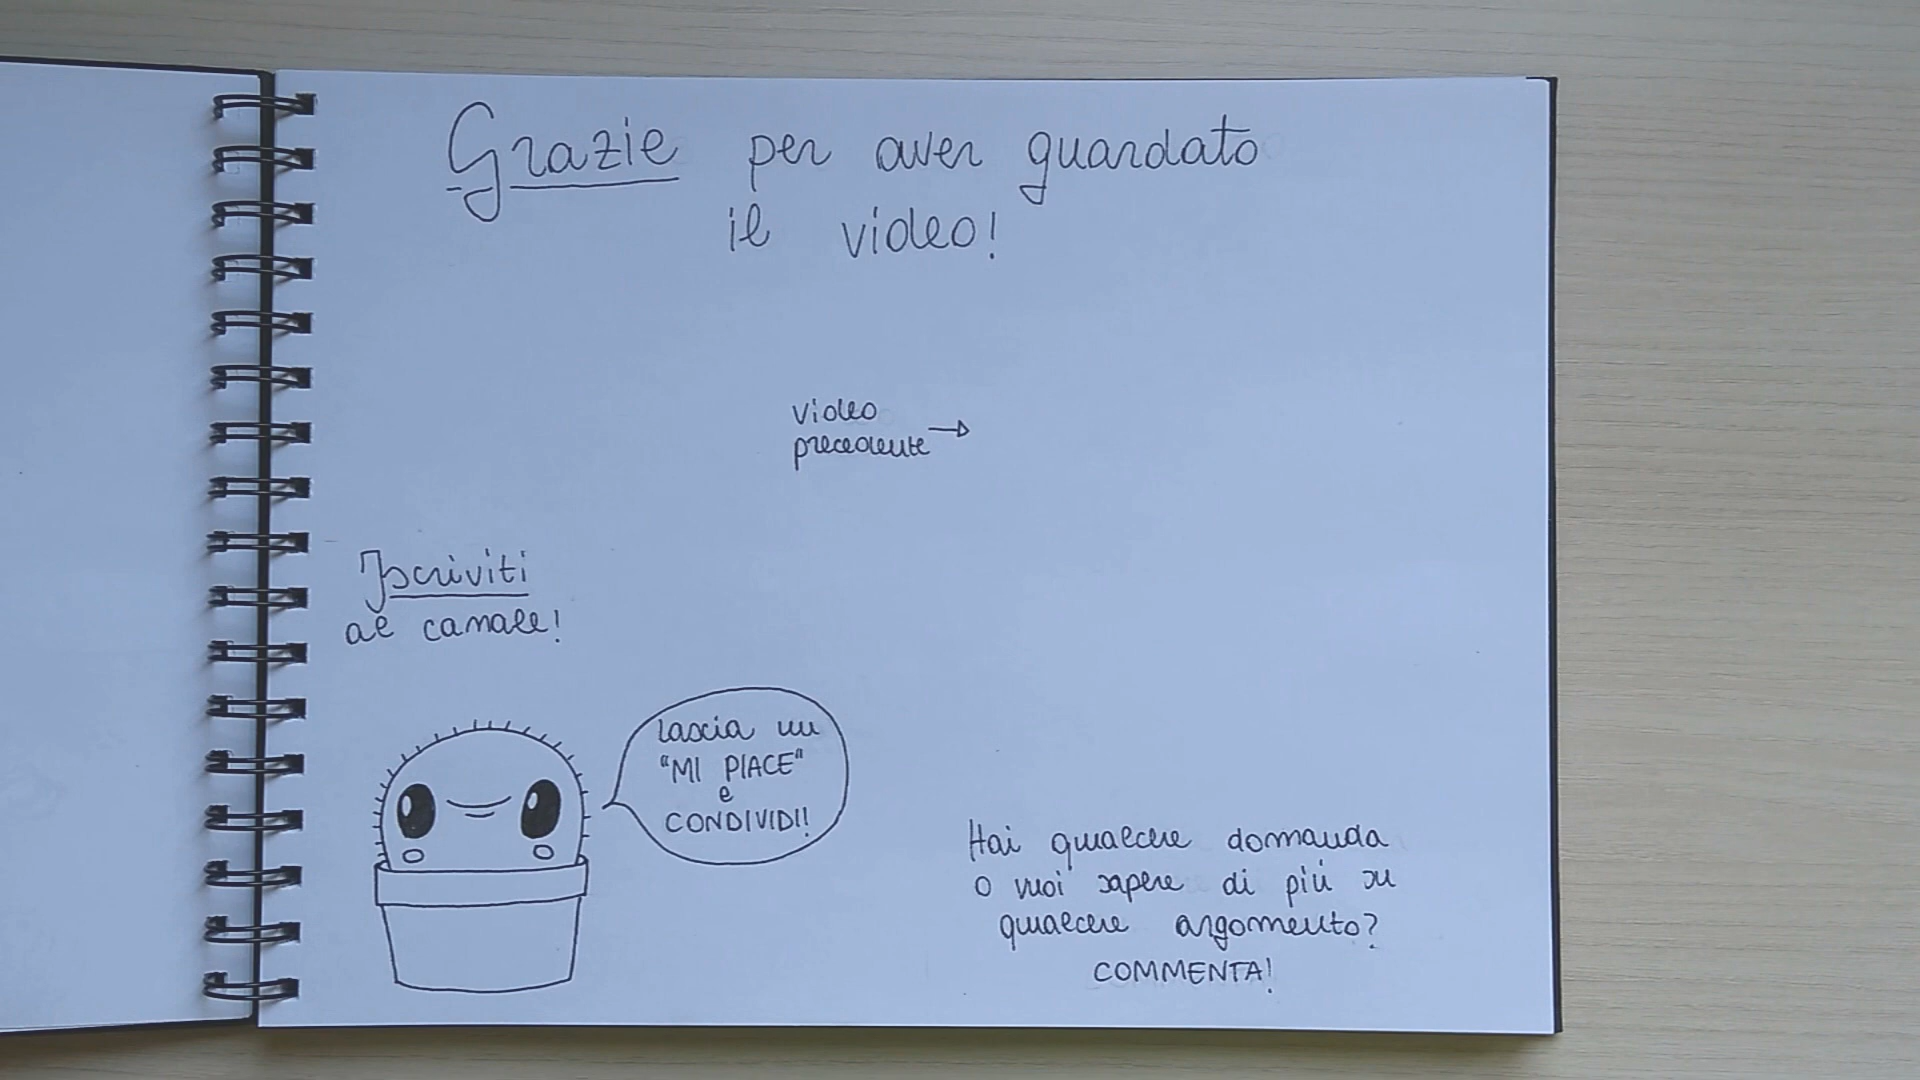 Grazie per aver guardato
il video!
video
precedente
Iscriviti
al canale!
lascia un
"MI PIACE"
e
CONDIVIDI!
Hai qualche domanda
o vuoi sapere di più su
qualche argomento?
COMMENTA!